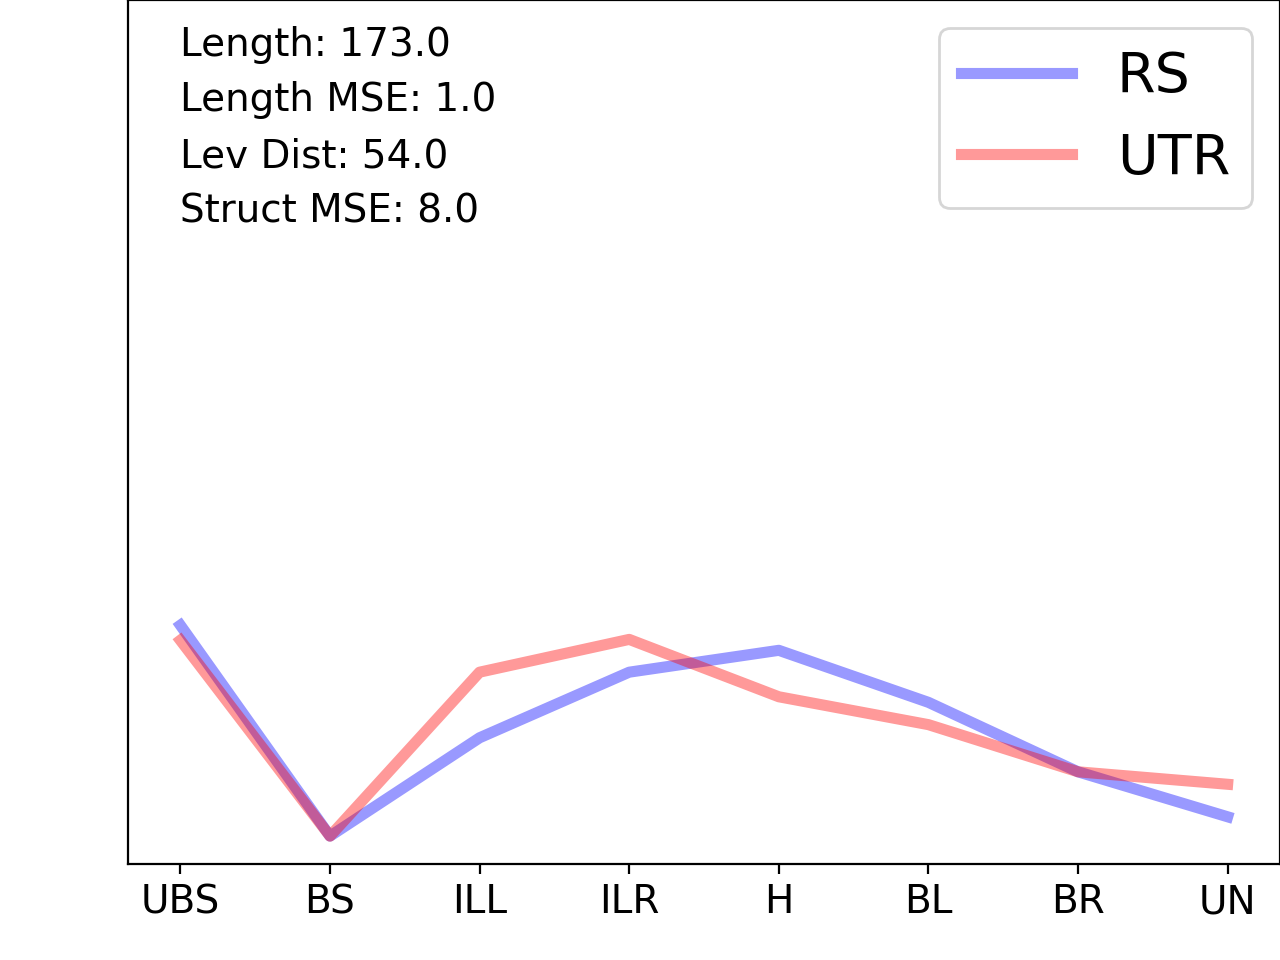 Length: 173.0
Length MSE: 1.0
Lev Dist: 54.0
Struct MSE: 8.0
RS
UTR
UBS BS ILL ILR H BL BR UN